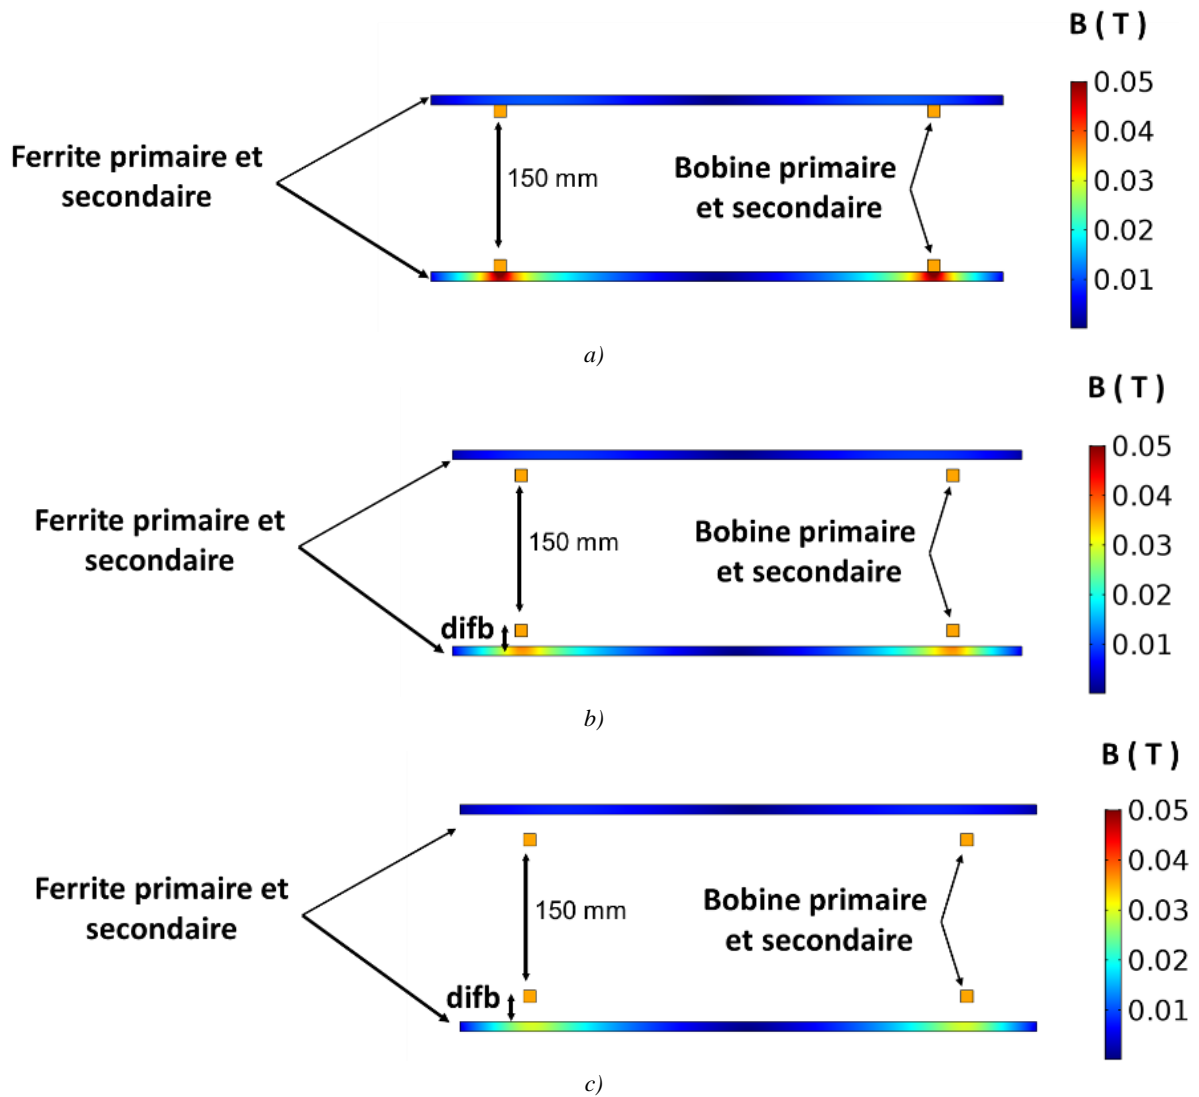 B ( T )
0.05
0.04
0.03
0.02
0.01
Ferrite primaire et
secondaire
150 mm
Bobine primaire
et secondaire
a)
B ( T )
0.05
0.04
0.03
0.02
0.01
Ferrite primaire et
secondaire
150 mm
Bobine primaire
et secondaire
difb
b)
B ( T )
0.05
0.04
0.03
0.02
0.01
Ferrite primaire et
secondaire
150 mm
Bobine primaire
et secondaire
difb
c)